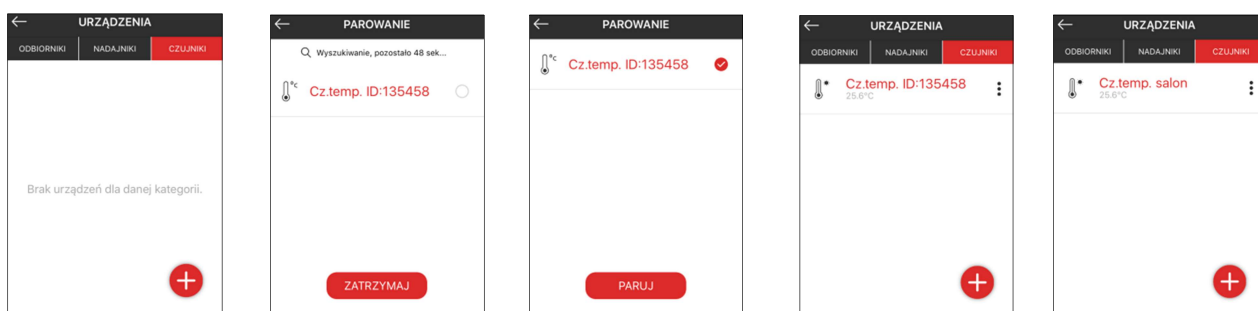 URZĄDZENIA
ODBIORNIKI NADAJNIKI CZUJNIKI
Brak urządzeń dla danej kategorii.
PAROWANIE
Wyszukiwanie, pozostało 48 sek...
°c
Cz.temp. ID:135458
ZATRZYMAJ
PAROWANIE
°c
Cz.temp. ID:135458
PARUJ
URZĄDZENIA
ODBIORNIKI NADAJNIKI CZUJNIKI
Cz.temp. ID:135458
25.6°C
URZĄDZENIA
ODBIORNIKI NADAJNIKI CZUJNIKI
Cz.temp. salon
25.6°C